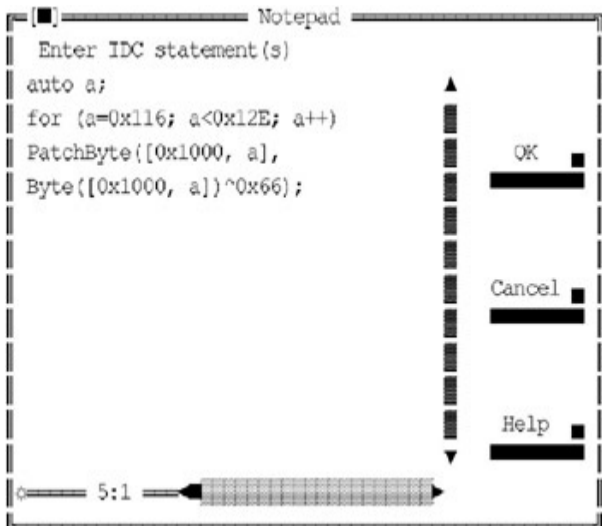 Notepad
Enter IDC statement(s)
auto a;
for (a=0x116; a<0x12E; a++)
PatchByte([0x1000, a],
Byte([0x1000, a])^0x66);
OK
Cancel
Help
5:1